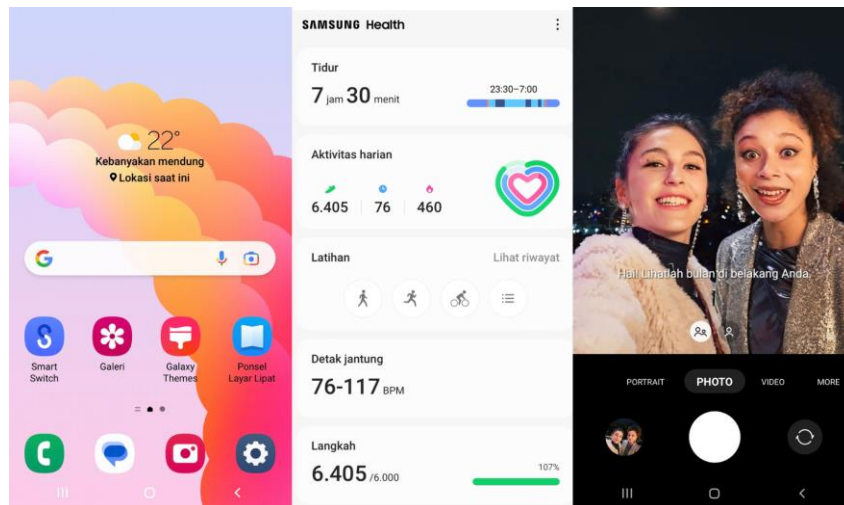 22°
Kebanyakan mendung
Lokasi saat ini
G
Smart
Switch
Galeri
Galaxy
Themes
Ponsel
Layar Lipat
SAMSUNG Health
Tidur
7 jam 30 menit
23:30–7:00
Aktivitas harian
6.405 76 460
Latihan
Lihat riwayat
Detak jantung
76-117 BPM
Langkah
6.405 /6.000
107%
Hai! Lihatlah bulan di belakang Anda.
PORTRAIT PHOTO VIDEO MORE